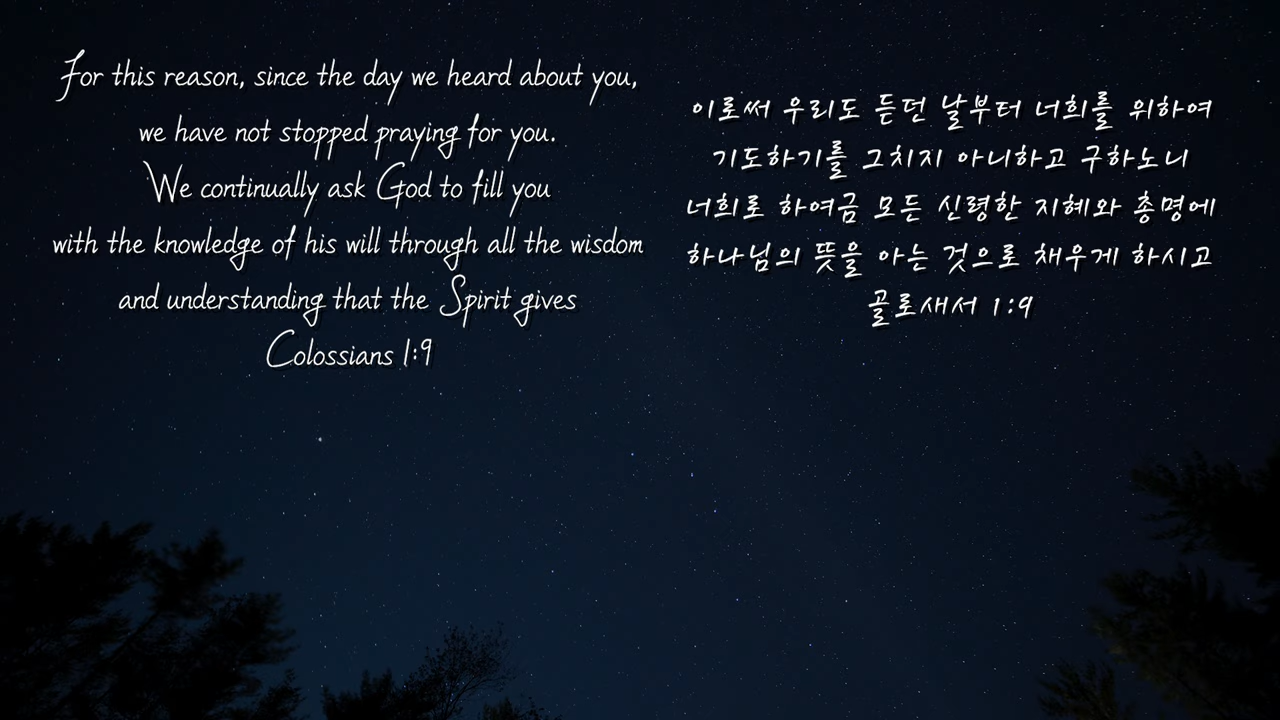 For this reason, since the day we heard about you,
we have not stopped praying for you.
We continually ask God to fill you
with the knowledge of his will through all the wisdom
and understanding that the Spirit gives
Colossians 1:9
이로써 우리도 듣던 날부터 너희를 위하여
기도하기를 그치지 아니하고 구하노니
너희로 하여금 모든 신령한 지혜와 총명에
하나님의 뜻을 아는 것으로 채우게 하시고
골로새서 1:9